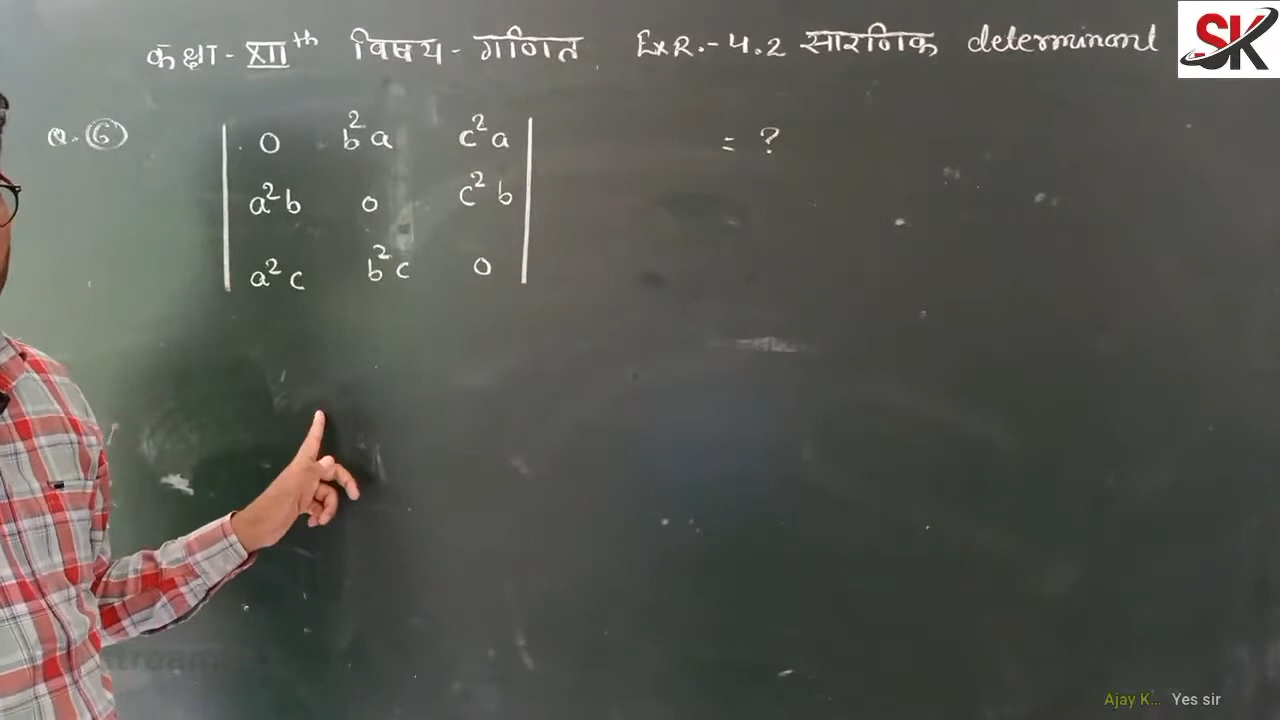 कक्षा - XIIth विषय - गणित Ex R. - 4.2 सारणिक determinant
SK
Q. 6 | 0 b²a c²a | = ?
| a²b 0 c²b |
| a²c b²c 0 |
Ajay K... Yes sir